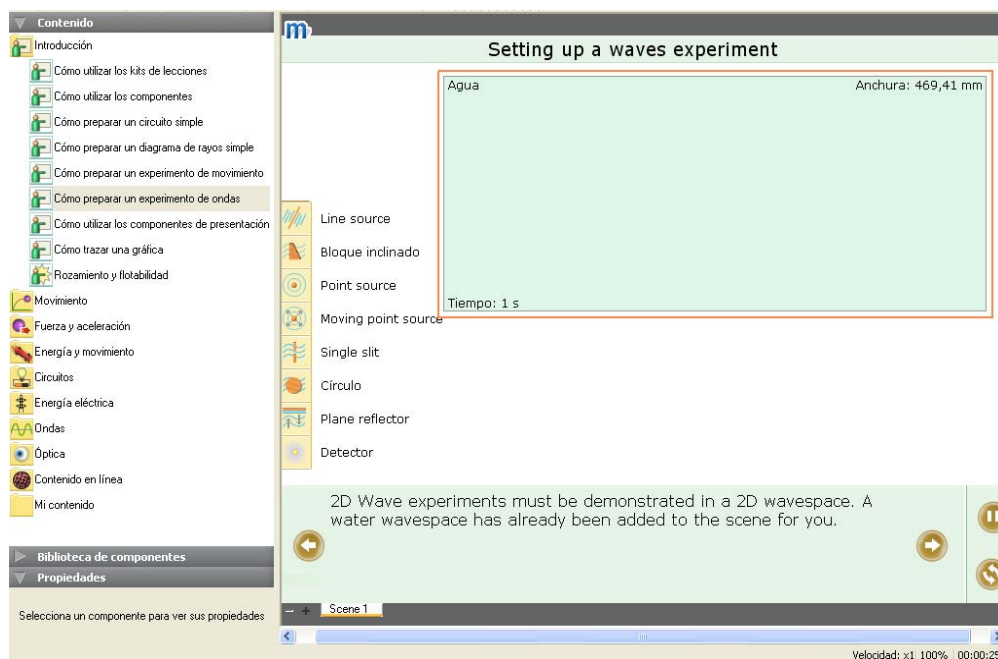 Contenido
Introducción
Cómo utilizar los kits de lecciones
Cómo utilizar los componentes
Cómo preparar un circuito simple
Cómo preparar un diagrama de rayos simple
Cómo preparar un experimento de movimiento
Cómo preparar un experimento de ondas
Cómo utilizar los componentes de presentación
Cómo trazar una gráfica
Rozamiento y flotabilidad
Movimiento
Fuerza y aceleración
Energía y movimiento
Circuitos
Energía eléctrica
Ondas
Óptica
Contenido en línea
Mi contenido
Biblioteca de componentes
Propiedades
Selecciona un componente para ver sus propiedades
m
Setting up a waves experiment
Agua
Anchura: 469,41 mm
Tiempo: 1 s
Line source
Bloque inclinado
Point source
Moving point source
Single slit
Círculo
Plane reflector
Detector
2D Wave experiments must be demonstrated in a 2D wavespace. A
water wavespace has already been added to the scene for you.
− + Scene 1
Velocidad: x1 100% 00:00:25